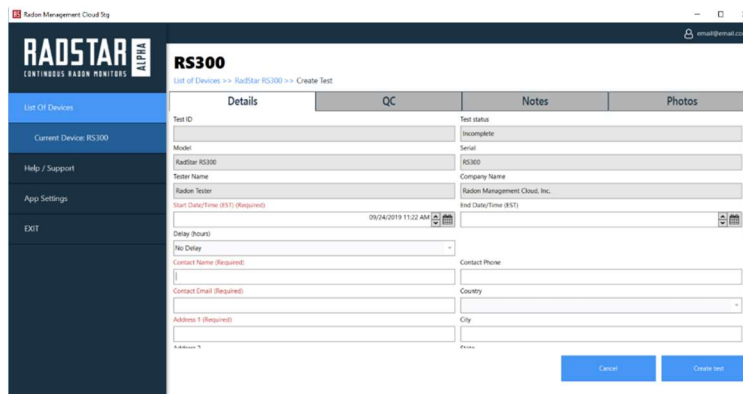 RS Radon Management Cloud Stg
email@email.co
RADSTAR ALPHA
CONTINUOUS RADON MONITORS
RS300
List of Devices >> RadStar RS300 >> Create Test
List Of Devices
Current Device: RS300
Help / Support
App Settings
EXIT
Details QC Notes Photos
Test ID Test status
Incomplete
Model Serial
RadStar RS300 RS300
Tester Name Company Name
Radon Tester Radon Management Cloud, Inc.
Start Date/Time (EST) (Required) End Date/Time (EST)
09/24/2019 11:22 AM
Delay (hours)
No Delay
Contact Name (Required) Contact Phone
Contact Email (Required) Country
Address 1 (Required) City
Address 2 State
Cancel Create test